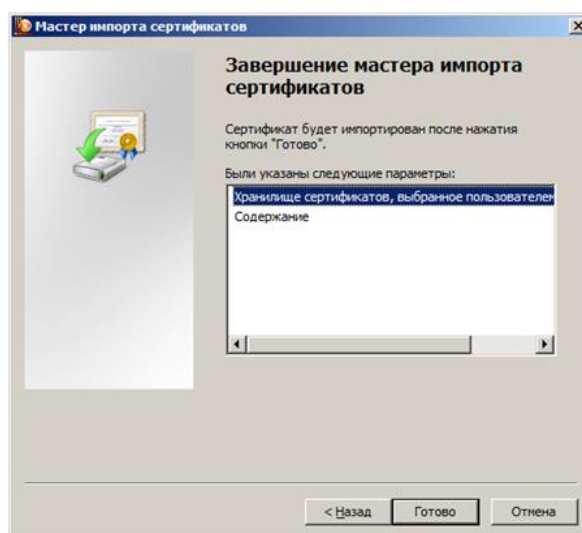 Мастер импорта сертификатов
Завершение мастера импорта
сертификатов
Сертификат будет импортирован после нажатия
кнопки "Готово".
Были указаны следующие параметры:
Хранилище сертификатов, выбранное пользователем
Содержание
< Назад
Готово
Отмена